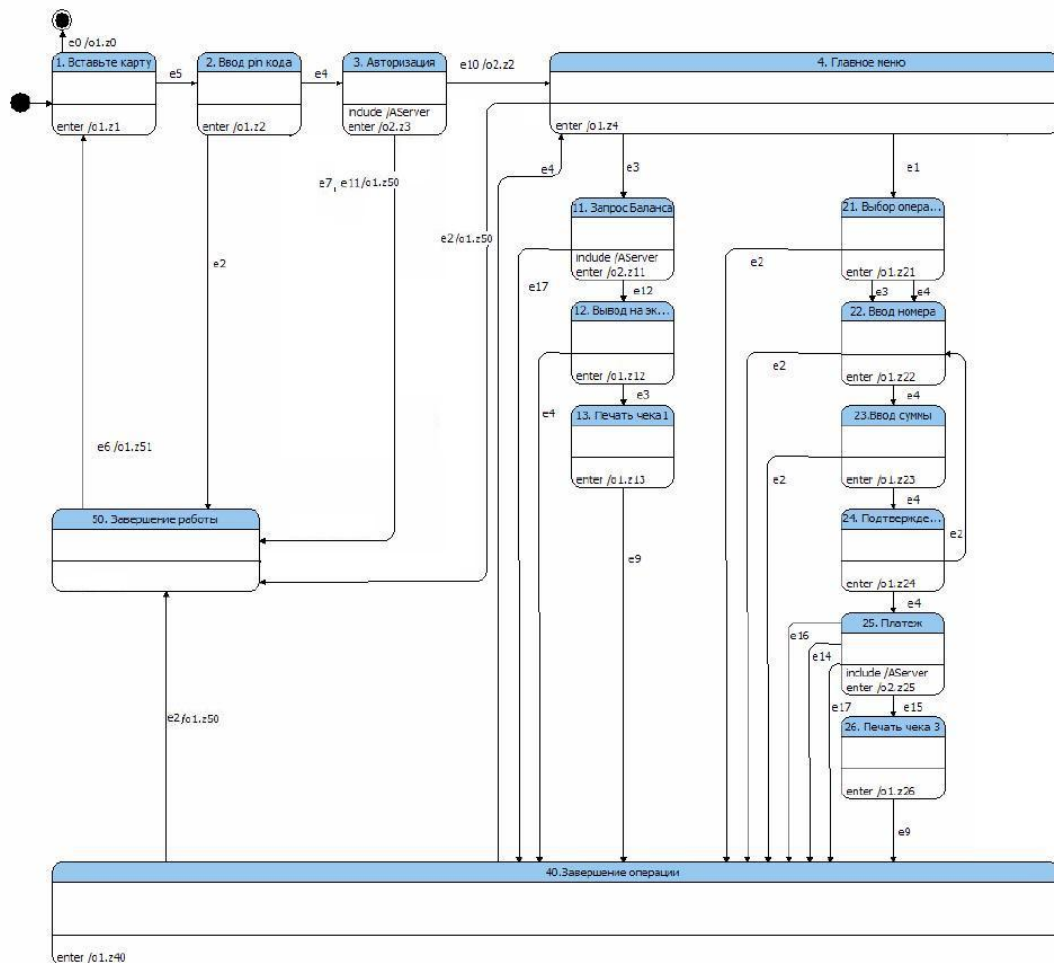 e0 /o1.z0
1. Вставьте карту
enter /o1.z1
e5
2. Ввод pin кода
enter /o1.z2
e4
3. Авторизация
include /AServer
enter /o2.z3
e10 /o2.z2
4. Главное меню
enter /o1.z4
e7, e11/o1.z50
e4
e3
e1
e2
e2/o1.z50
11. Запрос Баланса
include /AServer
enter /o2.z11
21. Выбор опера...
enter /o1.z21
e17
e12
e2
e3
e4
12. Вывод на эк...
enter /o1.z12
22. Ввод номера
enter /o1.z22
e2
e4
e3
e4
13. Печать чека1
enter /o1.z13
23.Ввод суммы
enter /o1.z23
e6 /o1.z51
e2
e4
50. Завершение работы
24. Подтвержде...
enter /o1.z24
e2
e9
e4
25. Платеж
include /AServer
enter /o2.z25
e16
e14
e17
e15
e2/o1.z50
26. Печать чека 3
enter /o1.z26
e9
40.Завершение операции
enter /o1.z40